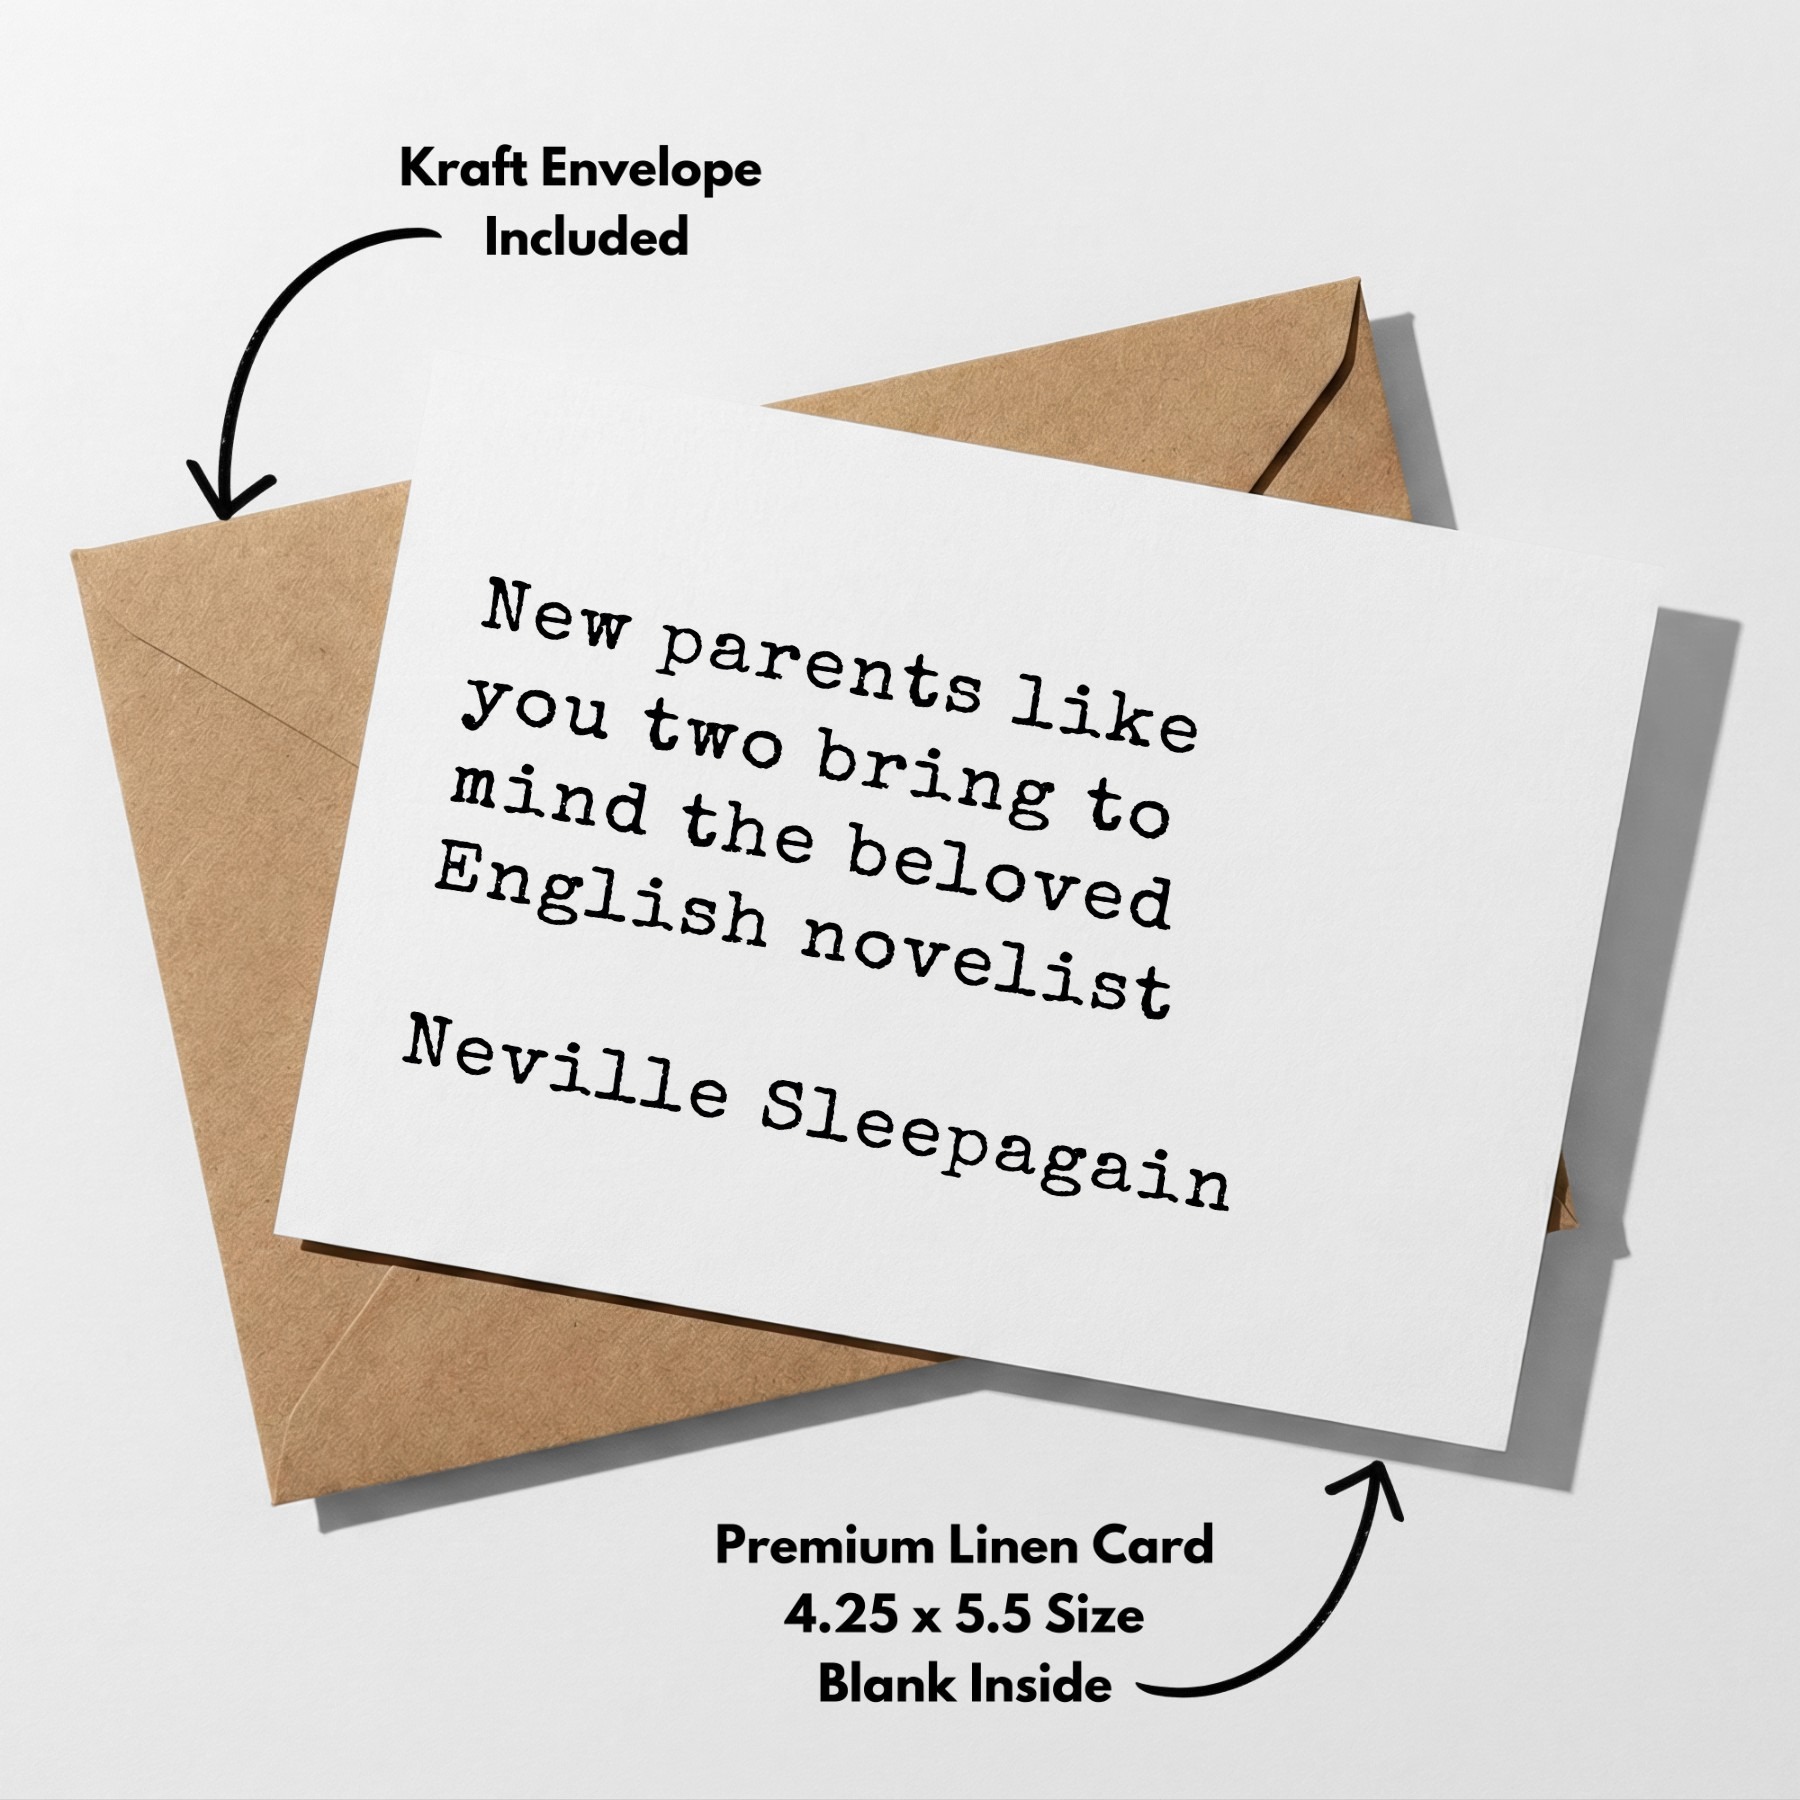 Kraft Envelope
Included
New parents like
you two bring to
mind the beloved
English novelist
Neville Sleepagain
Premium Linen Card
4.25 x 5.5 Size
Blank Inside